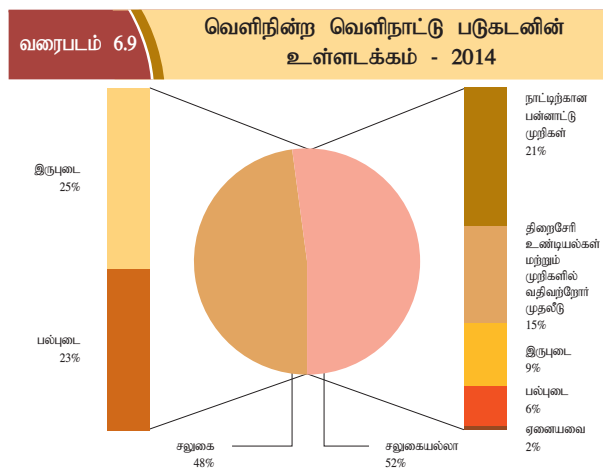 வரைபடம் 6.9
வெளிநின்ற வெளிநாட்டு படுகடனின்
உள்ளடக்கம் - 2014
இருபுடை
25%
பல்புடை
23%
நாட்டிற்கான
பன்னாட்டு
முறிகள்
21%
திறைசேரி
உண்டியல்கள்
மற்றும்
முறிகளில்
வதிவற்றோர்
முதலீடு
15%
இருபுடை
9%
பல்புடை
6%
ஏனையவை
2%
சலுகை
48%
சலுகையல்லா
52%